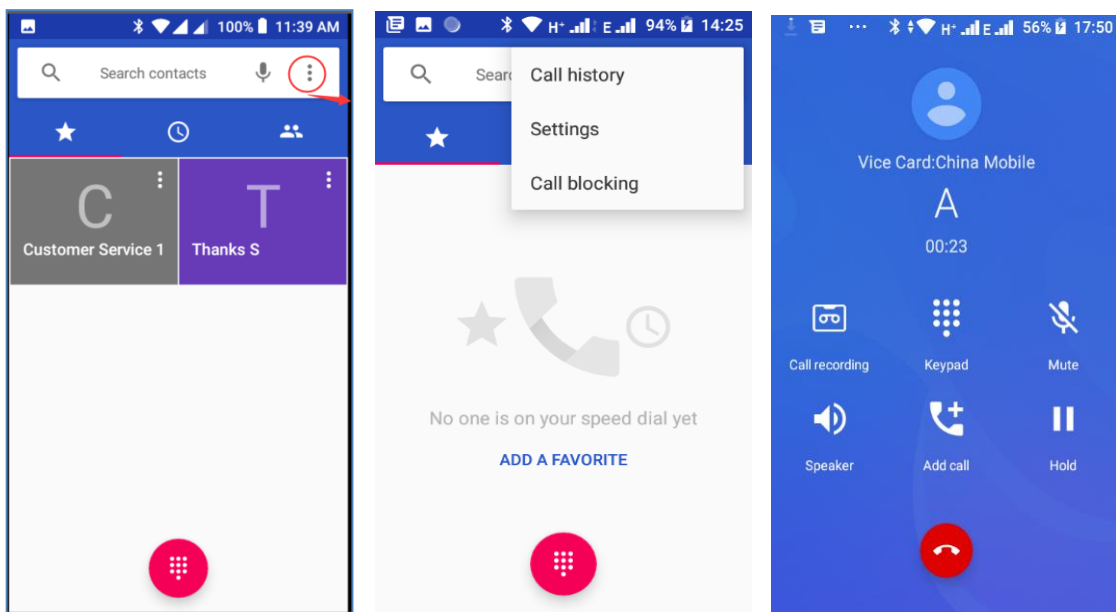 100% 11:39 AM
Search contacts
C
Customer Service 1
T
Thanks S
H+ E 94% 14:25
Sear
Call history
Settings
Call blocking
No one is on your speed dial yet
ADD A FAVORITE
H+ E 56% 17:50
Vice Card:China Mobile
A
00:23
Call recording
Keypad
Mute
Speaker
Add call
Hold